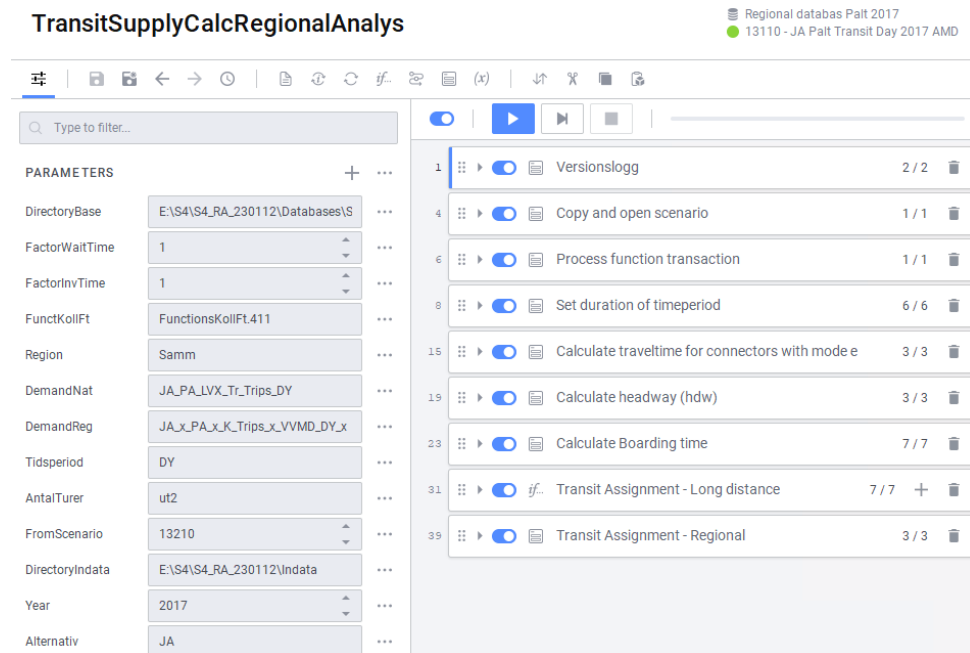 TransitSupplyCalcRegionalAnalys
Regional databas Palt 2017
13110 - JA Palt Transit Day 2017 AMD
if...
(x)
Type to filter...
PARAMETERS
DirectoryBase E:\S4\S4_RA_230112\Databases\S
FactorWaitTime 1
FactorInvTime 1
FunctKollFt FunctionsKollFt.411
Region Samm
DemandNat JA_PA_LVX_Tr_Trips_DY
DemandReg JA_x_PA_x_K_Trips_x_VVMD_DY_x
Tidsperiod DY
AntalTurer ut2
FromScenario 13210
DirectoryIndata E:\S4\S4_RA_230112\Indata
Year 2017
Alternativ JA
1 Versionslogg 2 / 2
4 Copy and open scenario 1 / 1
6 Process function transaction 1 / 1
8 Set duration of timeperiod 6 / 6
15 Calculate traveltime for connectors with mode e 3 / 3
19 Calculate headway (hdw) 3 / 3
23 Calculate Boarding time 7 / 7
31 if... Transit Assignment - Long distance 7 / 7
39 Transit Assignment - Regional 3 / 3